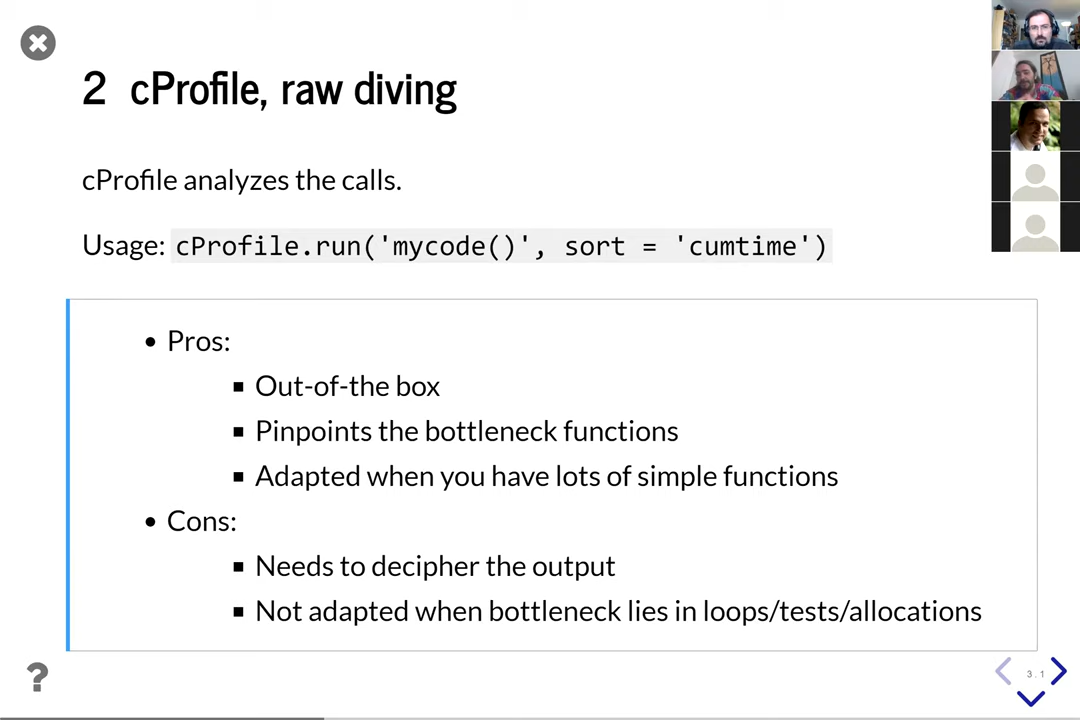 2 cProfile, raw diving
cProfile analyzes the calls.
Usage: cProfile.run('mycode()', sort = 'cumtime')
• Pros:
▪ Out-of-the box
▪ Pinpoints the bottleneck functions
▪ Adapted when you have lots of simple functions
• Cons:
▪ Needs to decipher the output
▪ Not adapted when bottleneck lies in loops/tests/allocations
?
3.1